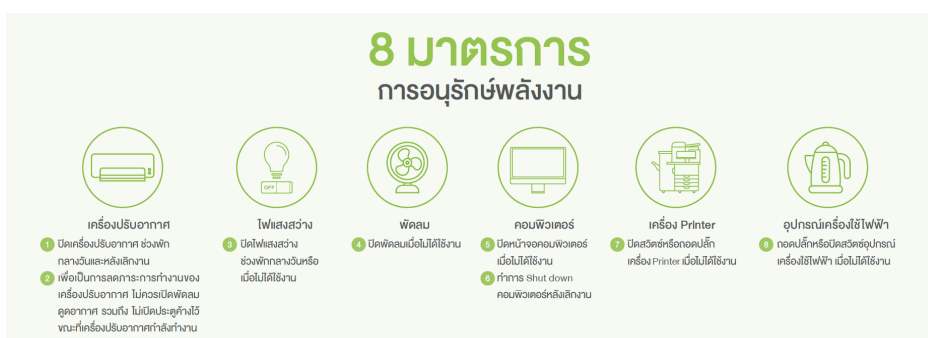 8 มาตรการ
การอนุรักษ์พลังงาน
เครื่องปรับอากาศ
1 ปิดเครื่องปรับอากาศ ช่วงพัก
กลางวันและหลังเลิกงาน
2 เพื่อเป็นการลดภาระการทำงานของ
เครื่องปรับอากาศ ไม่ควรเปิดพัดลม
ดูดอากาศ รวมถึง ไม่เปิดประตูค้างไว้
ขณะที่เครื่องปรับอากาศกำลังทำงาน
OFF
ไฟแสงสว่าง
3 ปิดไฟแสงสว่าง
ช่วงพักกลางวันหรือ
เมื่อไม่ได้ใช้งาน
พัดลม
4 ปิดพัดลมเมื่อไม่ได้ใช้งาน
คอมพิวเตอร์
5 ปิดหน้าจอคอมพิวเตอร์
เมื่อไม่ได้ใช้งาน
6 ทำการ Shut down
คอมพิวเตอร์หลังเลิกงาน
เครื่อง Printer
7 ปิดสวิตซ์หรือถอดปลั๊ก
เครื่อง Printer เมื่อไม่ได้ใช้งาน
อุปกรณ์เครื่องใช้ไฟฟ้า
8 ถอดปลั๊กหรือปิดสวิตซ์อุปกรณ์
เครื่องใช้ไฟฟ้า เมื่อไม่ได้ใช้งาน